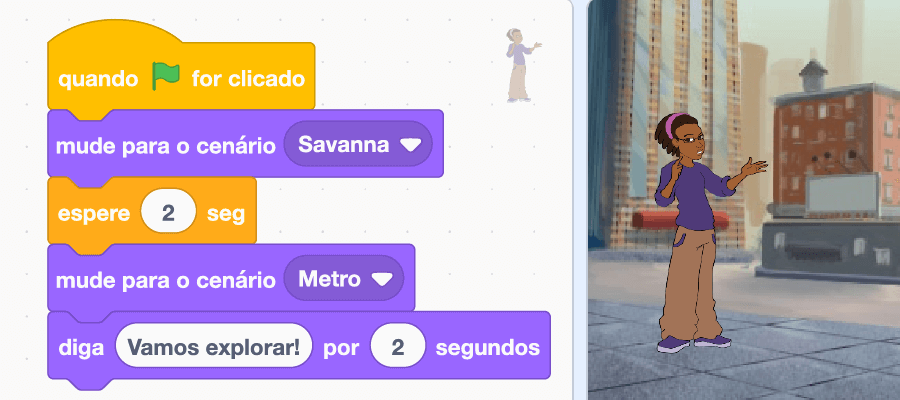 quando for clicado
mude para o cenário Savanna
espere 2 seg
mude para o cenário Metro
diga Vamos explorar! por 2 segundos